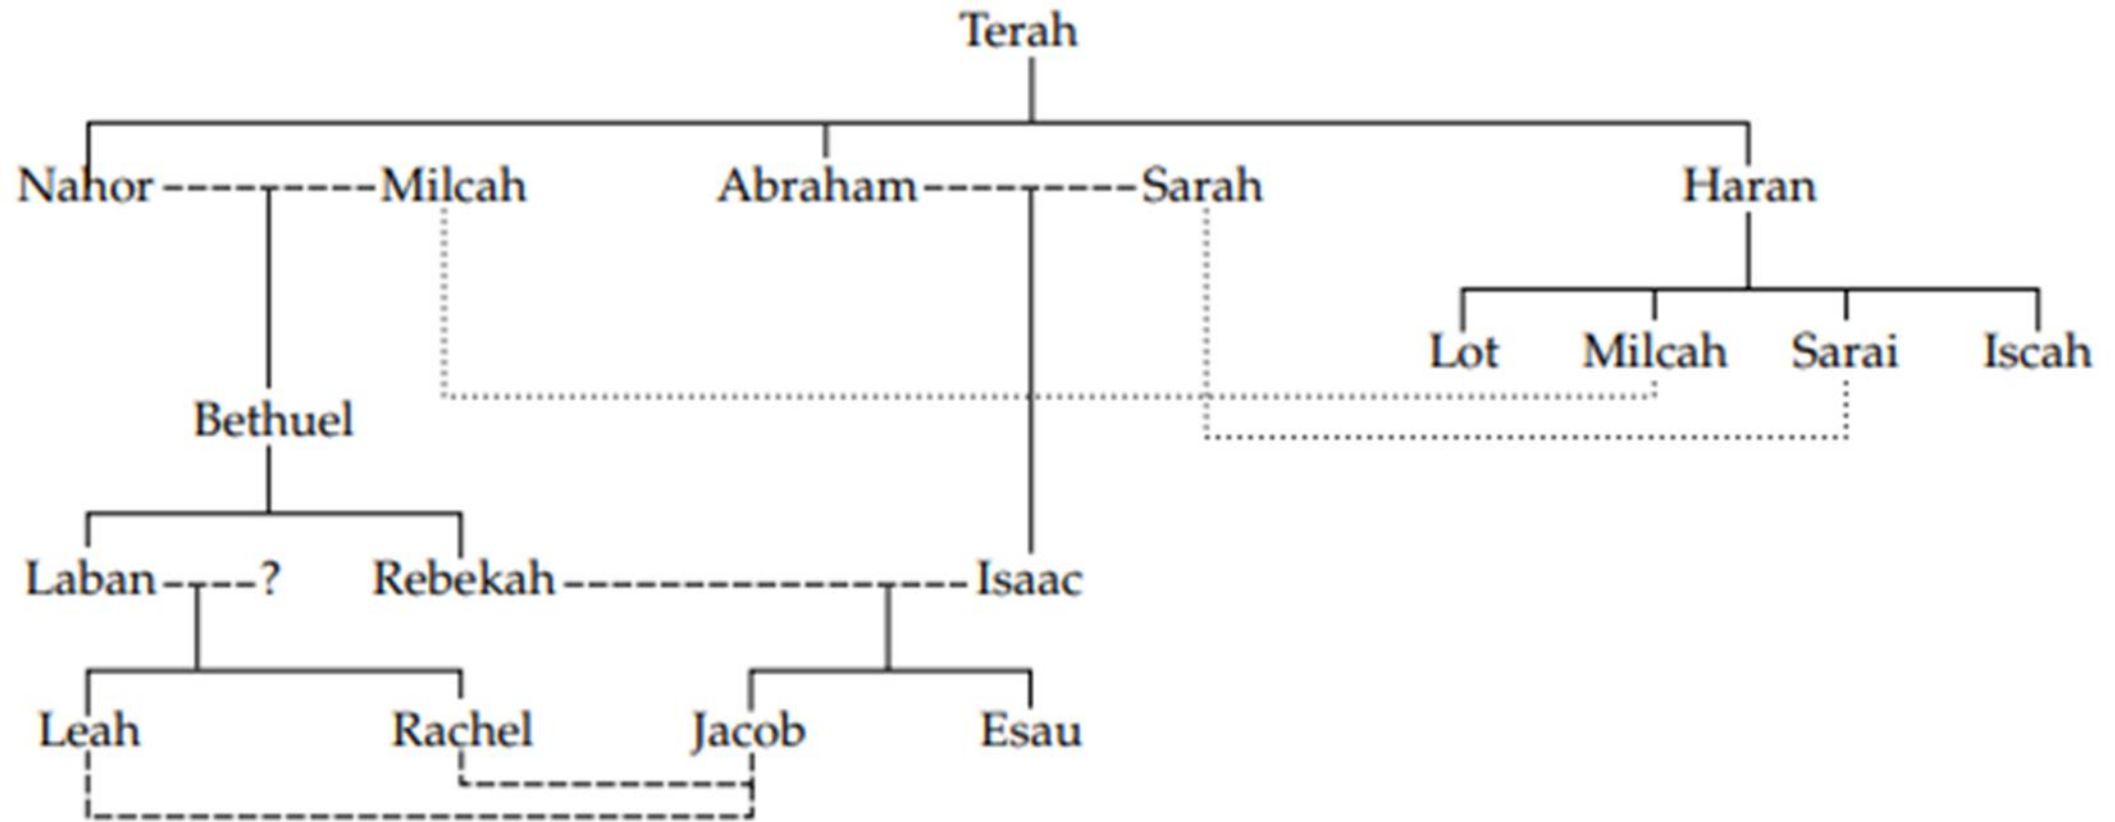 Terah
Nahor Milcah Abraham Sarah Haran
Lot Milcah Sarai Iscah
Bethuel
Laban ? Rebekah Isaac
Leah Rachel Jacob Esau